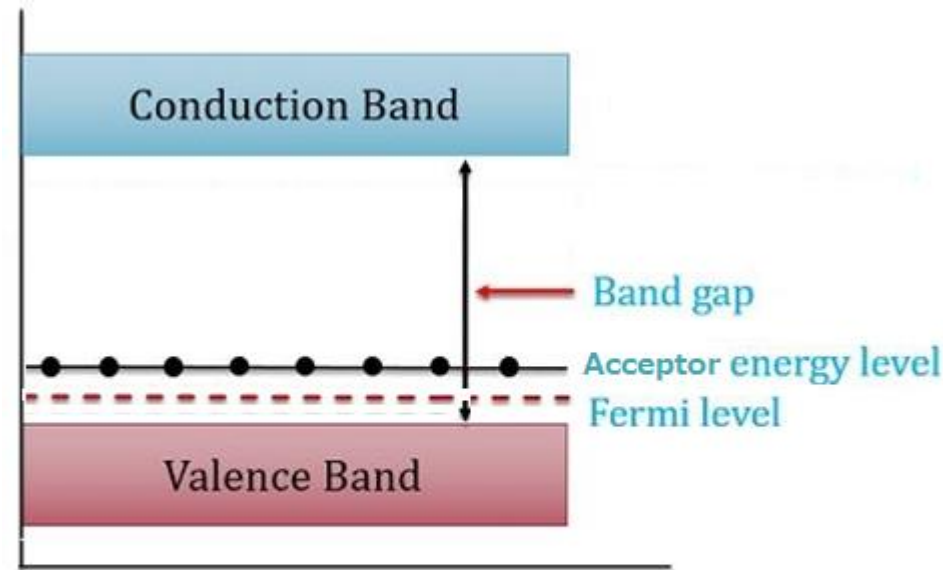 Conduction Band
Band gap
Acceptor energy level
Fermi level
Valence Band